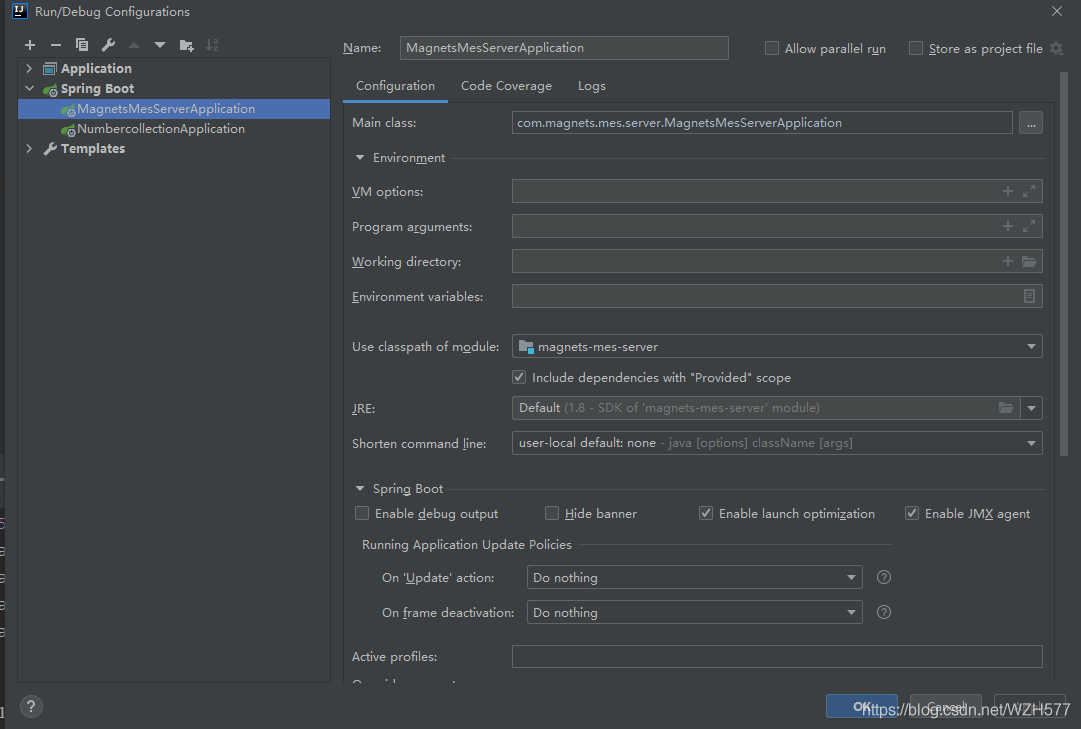 Run/Debug Configurations
Application
Spring Boot
MagnetsMesServerApplication
NumbercollectionApplication
Templates
Name: MagnetsMesServerApplication Allow parallel run Store as project file
Configuration Code Coverage Logs
Main class: com.magnets.mes.server.MagnetsMesServerApplication ...
Environment
VM options:
Program arguments:
Working directory:
Environment variables:
Use classpath of module: magnets-mes-server
Include dependencies with "Provided" scope
JRE: Default (1.8 - SDK of 'magnets-mes-server' module)
Shorten command line: user-local default: none - java [options] className [args]
Spring Boot
Enable debug output Hide banner Enable launch optimization Enable JMX agent
Running Application Update Policies
On 'Update' action: Do nothing ?
On frame deactivation: Do nothing ?
Active profiles:
? OK Cancel
https://blog.csdn.net/WZH577